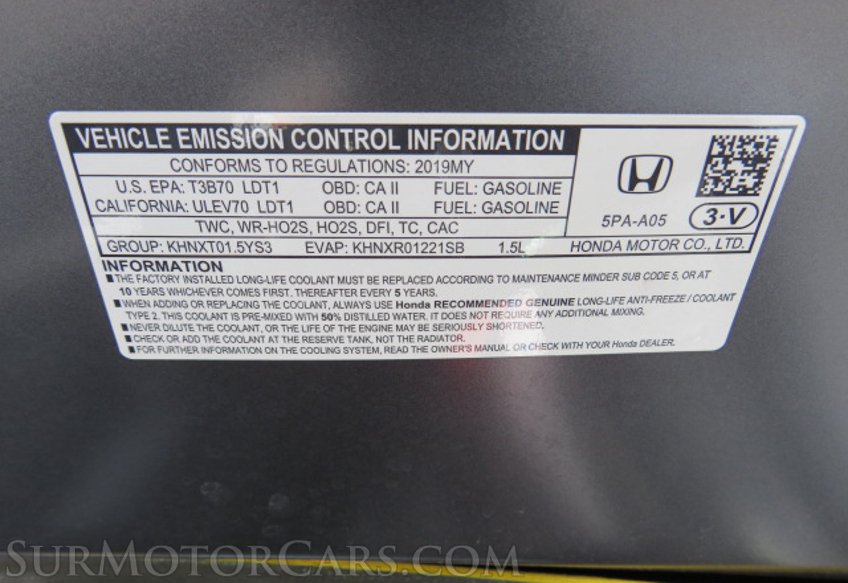 VEHICLE EMISSION CONTROL INFORMATION
CONFORMS TO REGULATIONS: 2019MY
U.S. EPA: T3B70 LDT1 OBD: CA II FUEL: GASOLINE
CALIFORNIA: ULEV70 LDT1 OBD: CA II FUEL: GASOLINE
TWC, WR-HO2S, HO2S, DFI, TC, CAC
5PA-A05 3·V
GROUP: KHNXT01.5YS3 EVAP: KHNXR01221SB 1.5L HONDA MOTOR CO., LTD.
INFORMATION
■ THE FACTORY INSTALLED LONG-LIFE COOLANT MUST BE REPLACED ACCORDING TO MAINTENANCE MINDER SUB CODE 5, OR AT
10 YEARS WHICHEVER COMES FIRST. THEREAFTER EVERY 5 YEARS.
■ WHEN ADDING OR REPLACING THE COOLANT, ALWAYS USE Honda RECOMMENDED GENUINE LONG-LIFE ANTI-FREEZE / COOLANT
TYPE 2. THIS COOLANT IS PRE-MIXED WITH 50% DISTILLED WATER. IT DOES NOT REQUIRE ANY ADDITIONAL MIXING.
■ NEVER DILUTE THE COOLANT, OR THE LIFE OF THE ENGINE MAY BE SERIOUSLY SHORTENED.
■ CHECK OR ADD THE COOLANT AT THE RESERVE TANK, NOT THE RADIATOR.
■ FOR FURTHER INFORMATION ON THE COOLING SYSTEM, READ THE OWNER'S MANUAL OR CHECK WITH YOUR Honda DEALER.
SURMOTORCARS.COM